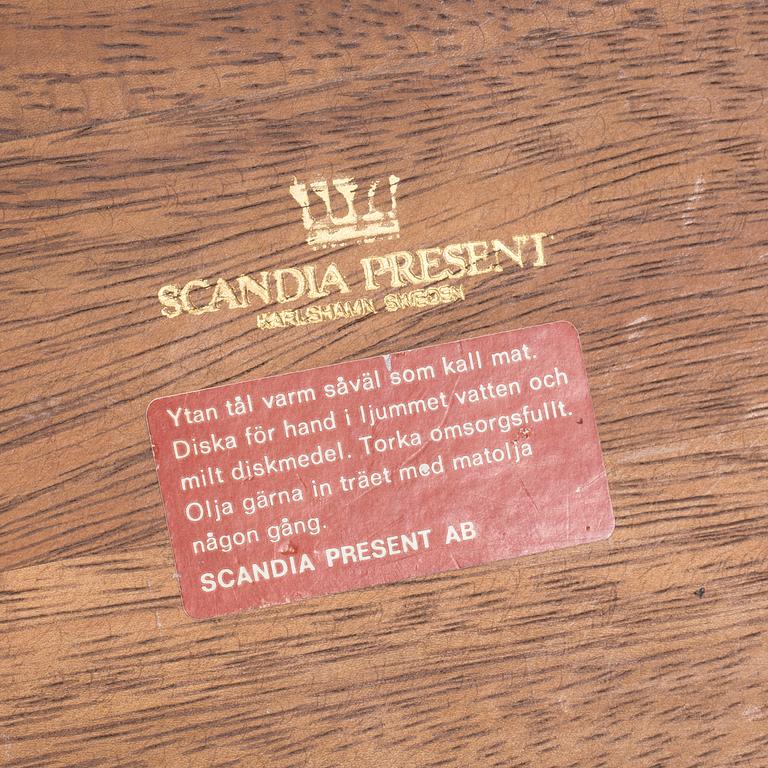 SCANDIA PRESENT
KARLSHAMN SWEDEN
Ytan tål varm såväl som kall mat.
Diska för hand i ljummet vatten och
milt diskmedel. Torka omsorgsfullt.
Olja gärna in träet med matolja
någon gång.
SCANDIA PRESENT AB